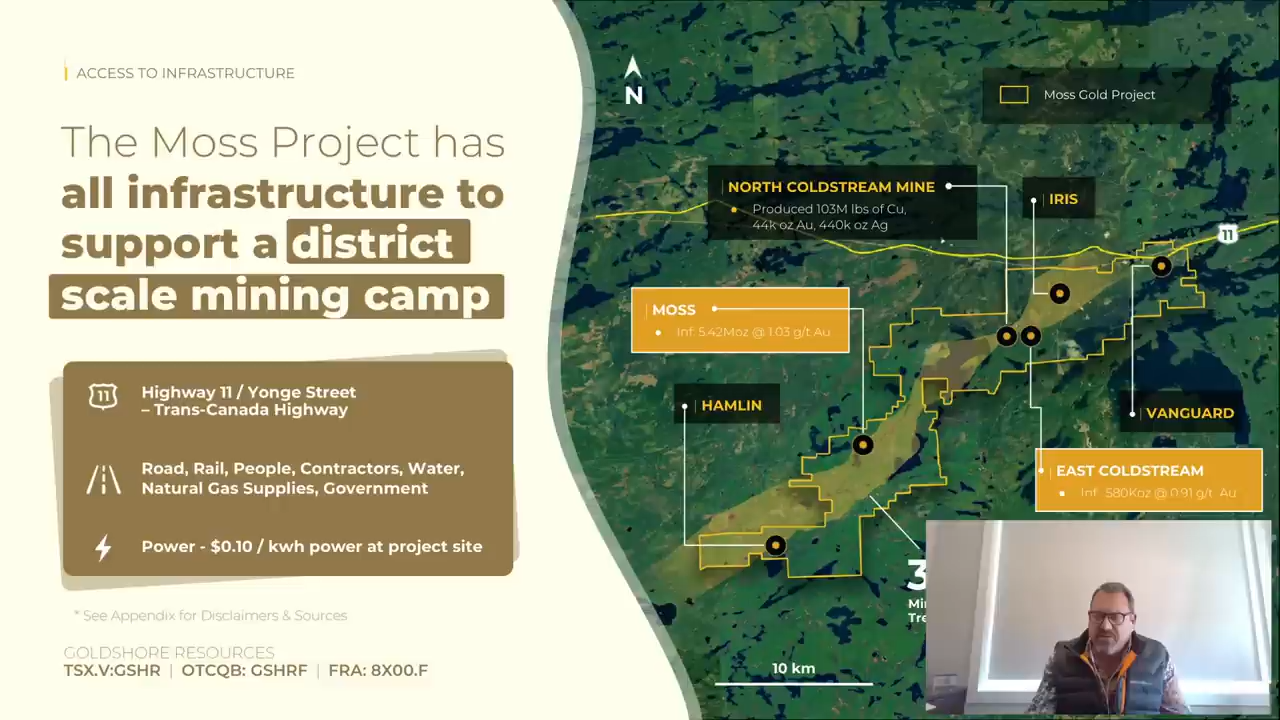 ACCESS TO INFRASTRUCTURE
The Moss Project has
all infrastructure to
support a district
scale mining camp
11
Highway 11 / Yonge Street
– Trans-Canada Highway
Road, Rail, People, Contractors, Water,
Natural Gas Supplies, Government
Power - $0.10 / kwh power at project site
* See Appendix for Disclaimers & Sources
GOLDSHORE RESOURCES
TSX.V:GSHR | OTCQB: GSHRF | FRA: 8X00.F
N
Moss Gold Project
NORTH COLDSTREAM MINE
Produced 103M lbs of Cu,
44k oz Au, 440k oz Ag
IRIS
11
MOSS
Inf: 5.42Moz @ 1.03 g/t Au
HAMLIN
VANGUARD
EAST COLDSTREAM
Inf: 580Koz @ 0.91 g/t Au
10 km